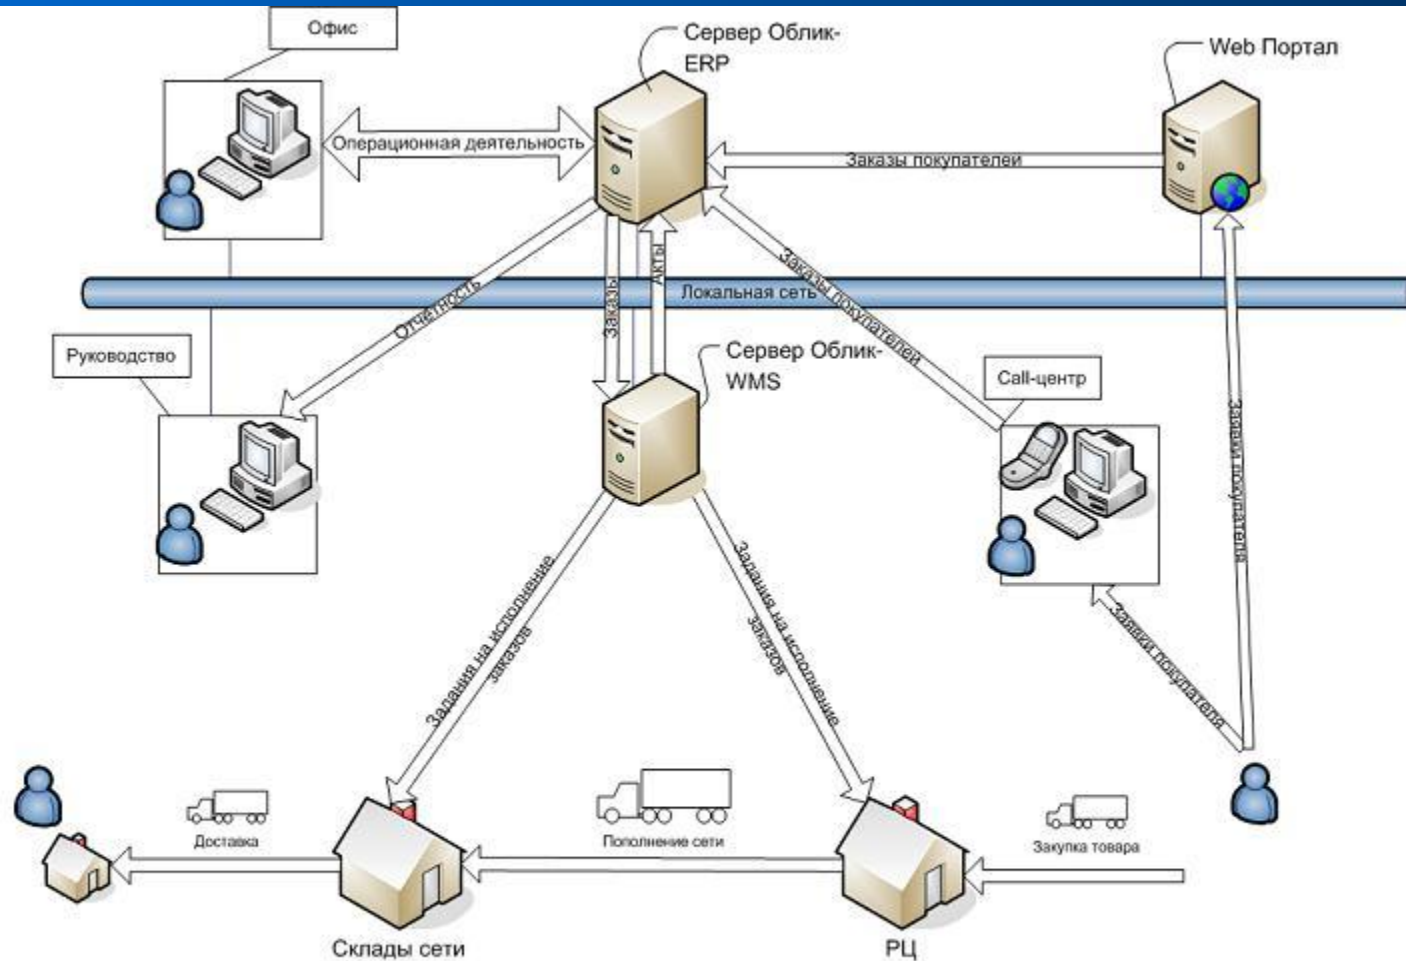 Офис
Сервер Облик-
ERP
Web Портал
Операционная деятельность
Заказы покупателей
Отчётность
Заказы
Акты
Локальная сеть
Заказы покупателей
Руководство
Сервер Облик-
WMS
Call-центр
Заявки покупателя
Задания на исполнение
заказов
Задания на исполнение
заказов
Заявки покупателя
Доставка
Пополнение сети
Закупка товара
Склады сети
РЦ